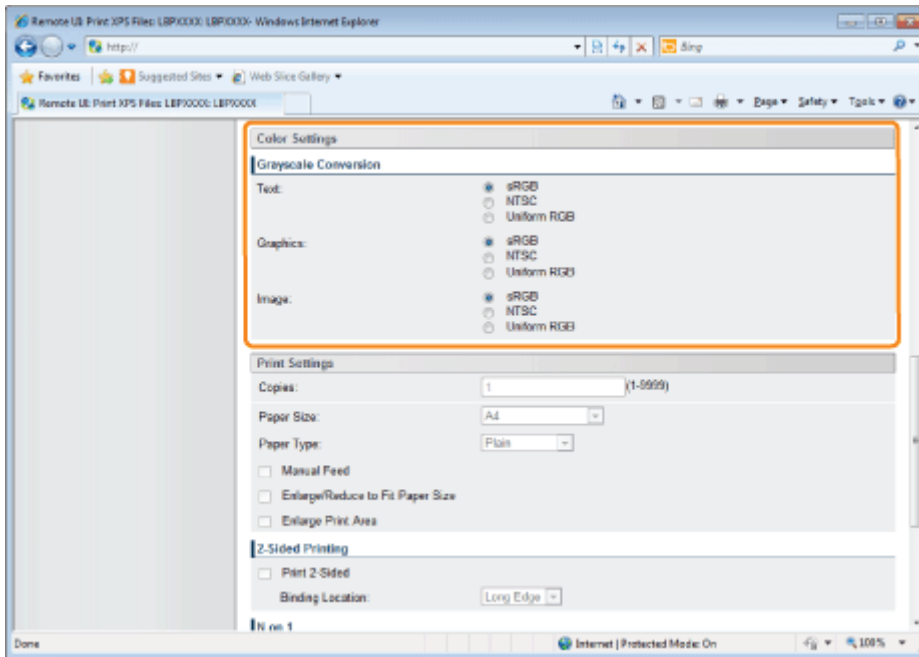 Remote UI: Print XPS Files: LBPXXXX: LBPXXXX - Windows Internet Explorer
http://
Bing
Favorites Suggested Sites Web Slice Gallery
Remote UI: Print XPS Files: LBPXXXX: LBPXXXX
Page Safety Tools
Color Settings
Grayscale Conversion
Text: sRGB
NTSC
Uniform RGB
Graphics: sRGB
NTSC
Uniform RGB
Image: sRGB
NTSC
Uniform RGB
Print Settings
Copies: 1 (1-9999)
Paper Size: A4
Paper Type: Plain
Manual Feed
Enlarge/Reduce to Fit Paper Size
Enlarge Print Area
2-Sided Printing
Print 2-Sided
Binding Location: Long Edge
N on 1
Done Internet | Protected Mode: On 100%